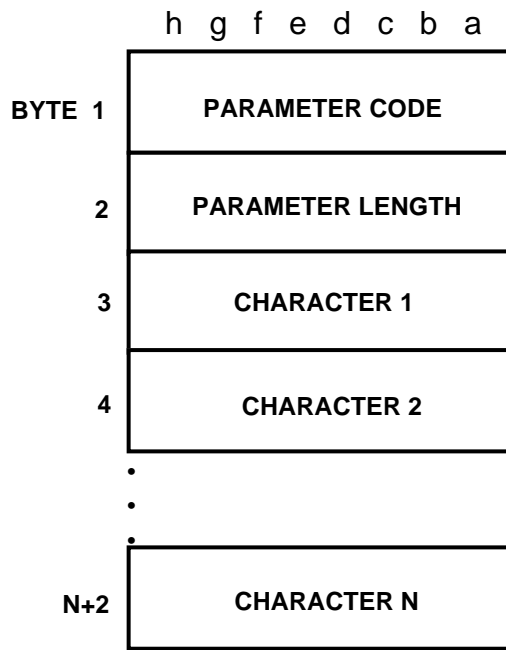 h g f e d c b a
BYTE 1 PARAMETER CODE
2 PARAMETER LENGTH
3 CHARACTER 1
4 CHARACTER 2
.
.
.
N+2 CHARACTER N